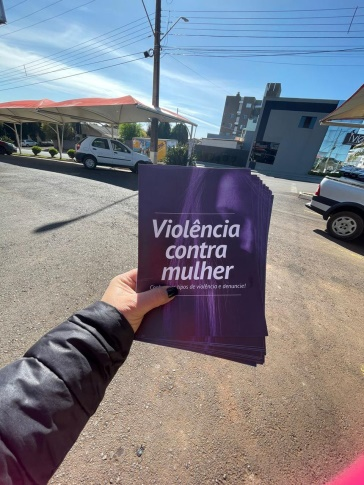 Violência
contra
mulher
tipos de violência e denuncie!